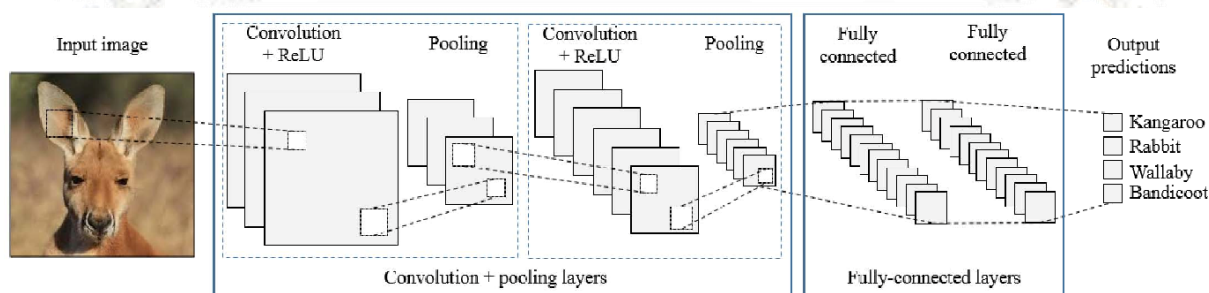 Input image
Convolution
+ ReLU
Pooling
Convolution
+ ReLU
Pooling
Fully
connected
Fully
connected
Output
predictions
Kangaroo
Rabbit
Wallaby
Bandicoot
Convolution + pooling layers
Fully-connected layers